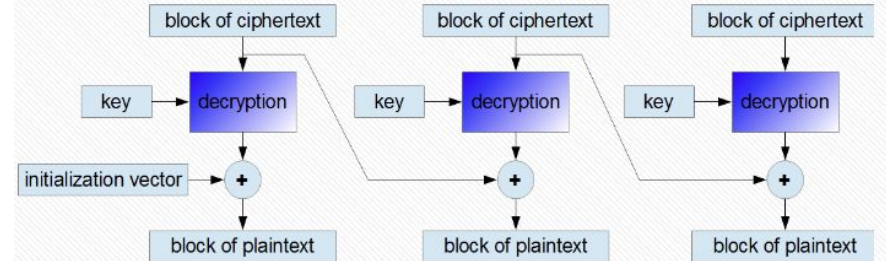 block of ciphertext block of ciphertext block of ciphertext
key decryption key decryption key decryption
initialization vector + + +
block of plaintext block of plaintext block of plaintext